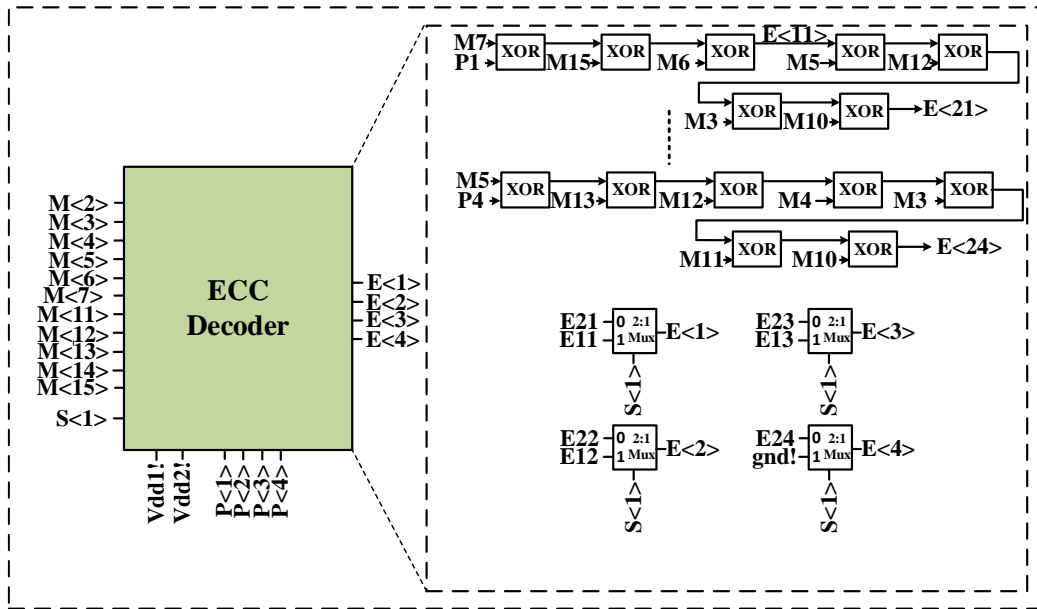 M<2>
M<3>
M<4>
M<5>
M<6>
M<7>
M<11>
M<12>
M<13>
M<14>
M<15>
S<1>
ECC
Decoder
E<1>
E<2>
E<3>
E<4>
Vdd1!
Vdd2!
P<1>
P<2>
P<3>
P<4>
M7
P1
XOR
M15
XOR
M6
XOR
E<11>
M5
XOR
M12
XOR
M3
XOR
M10
XOR
E<21>
M5
P4
XOR
M13
XOR
M12
XOR
M4
XOR
M3
XOR
M11
XOR
M10
XOR
E<24>
E21
E11
0 2:1
1 Mux
E<1>
S<1>
E23
E13
0 2:1
1 Mux
E<3>
S<1>
E22
E12
0 2:1
1 Mux
E<2>
S<1>
E24
gnd!
0 2:1
1 Mux
E<4>
S<1>